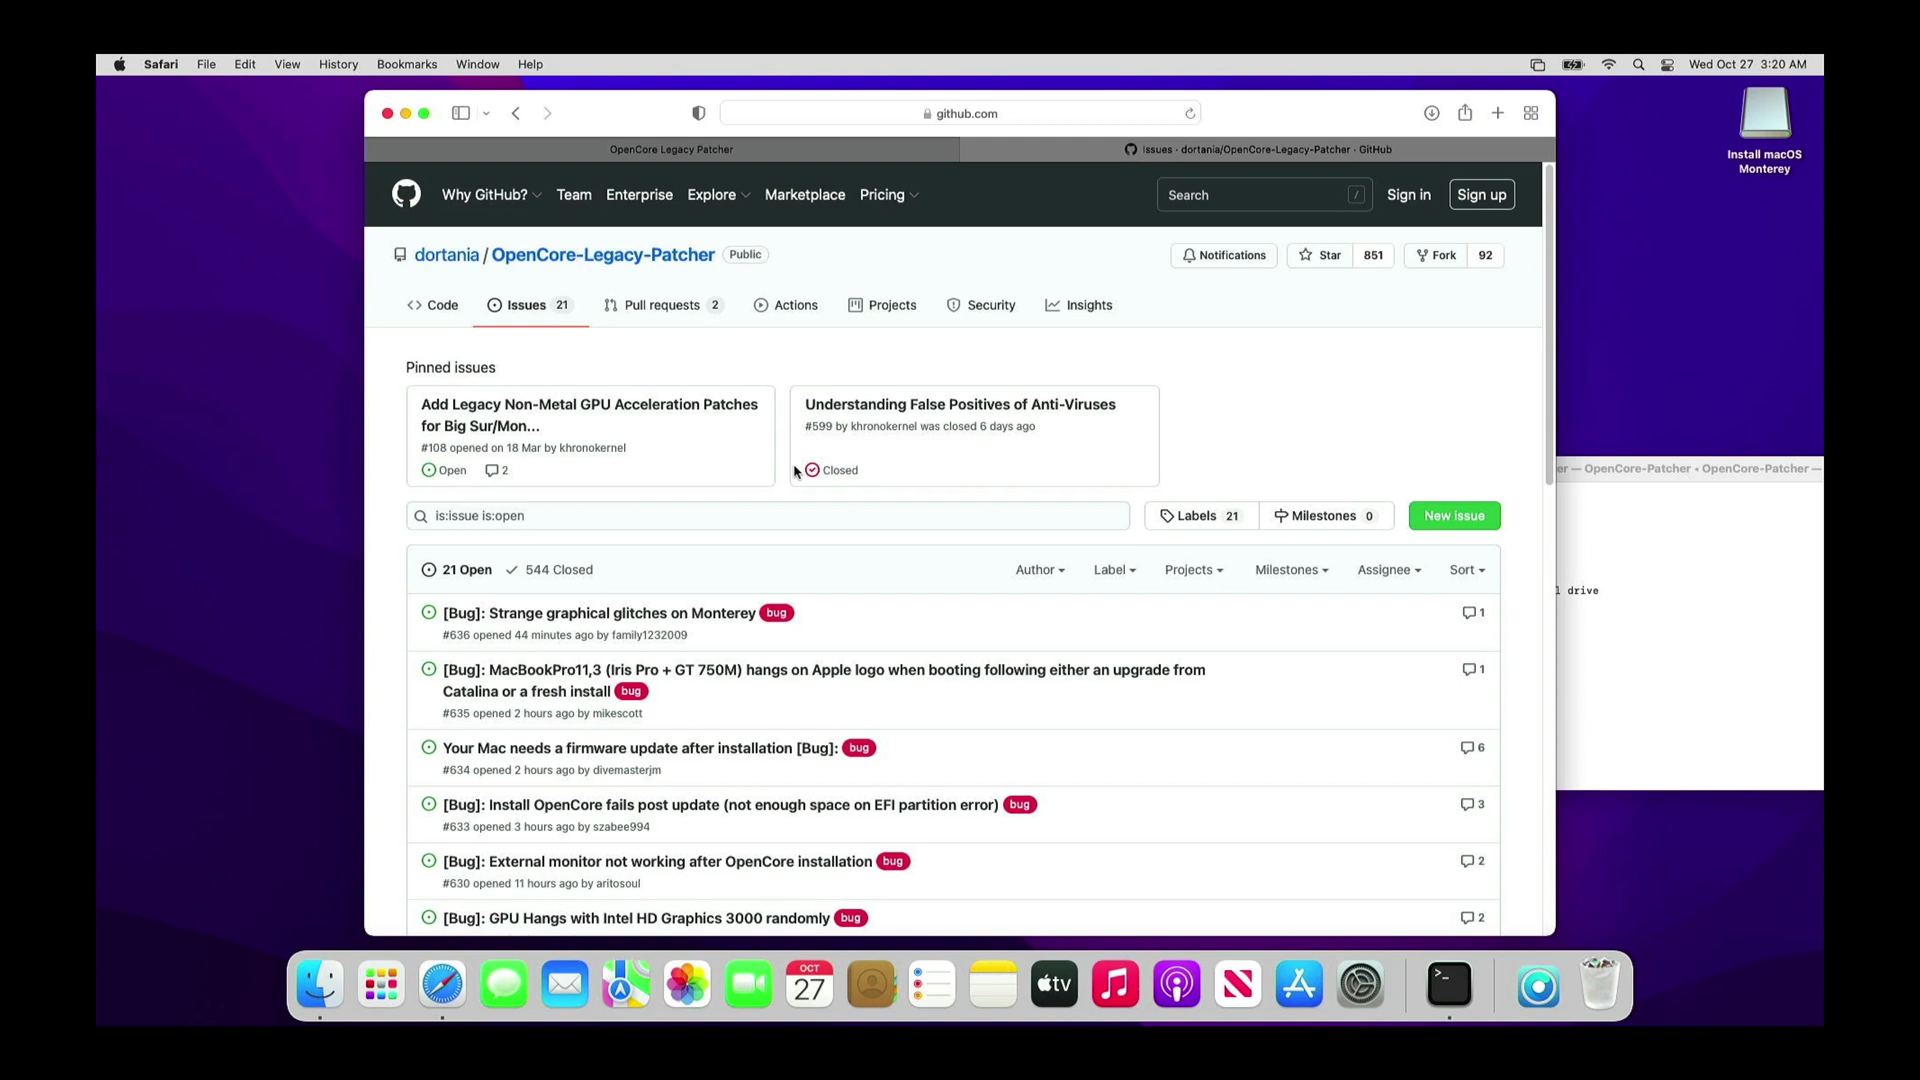 Safari File Edit View History Bookmarks Window Help Wed Oct 27 3:20 AM
github.com
OpenCore Legacy Patcher
Issues · dortania/OpenCore-Legacy-Patcher · GitHub
Install macOS
Monterey
Why GitHub? Team Enterprise Explore Marketplace Pricing Search / Sign in Sign up
dortania / OpenCore-Legacy-Patcher Public Notifications Star 851 Fork 92
Code Issues 21 Pull requests 2 Actions Projects Security Insights
Pinned issues
Add Legacy Non-Metal GPU Acceleration Patches
for Big Sur/Mon...
#108 opened on 18 Mar by khronokernel
Open 2
Understanding False Positives of Anti-Viruses
#599 by khronokernel was closed 6 days ago
Closed
er — OpenCore-Patcher • OpenCore-Patcher —
is:issue is:open Labels 21 Milestones 0 New issue
21 Open 544 Closed Author Label Projects Milestones Assignee Sort
l drive
[Bug]: Strange graphical glitches on Monterey bug 1
#636 opened 44 minutes ago by family1232009
[Bug]: MacBookPro11,3 (Iris Pro + GT 750M) hangs on Apple logo when booting following either an upgrade from 1
Catalina or a fresh install bug
#635 opened 2 hours ago by mikescott
Your Mac needs a firmware update after installation [Bug]: bug 6
#634 opened 2 hours ago by divemasterjm
[Bug]: Install OpenCore fails post update (not enough space on EFI partition error) bug 3
#633 opened 3 hours ago by szabee994
[Bug]: External monitor not working after OpenCore installation bug 2
#630 opened 11 hours ago by aritosoul
[Bug]: GPU Hangs with Intel HD Graphics 3000 randomly bug 2
OCT
27
tv
>_